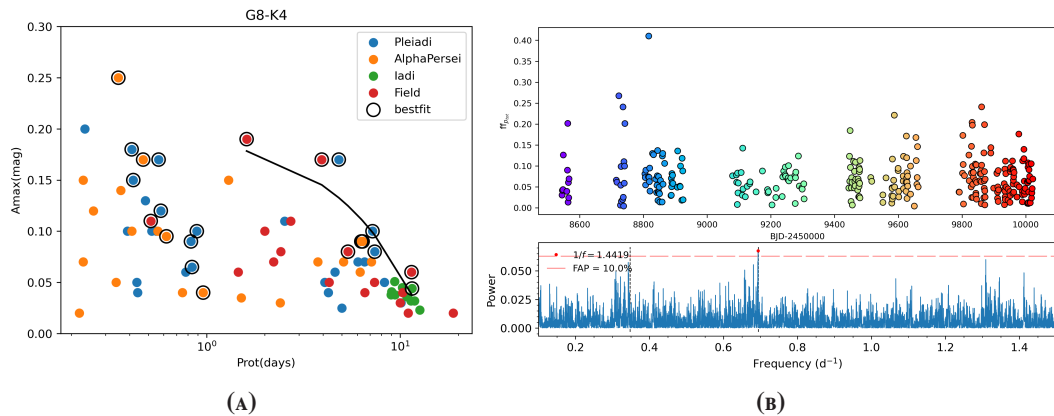 G8-K4
0.30
0.25
0.20
0.15
0.10
0.05
0.00
Amax(mag)
10⁰
10¹
Prot(days)
Pleiadi
AlphaPersei
Iadi
Field
bestfit
(A)
0.40
0.35
0.30
0.25
0.20
0.15
0.10
0.05
0.00
8600
8800
9000
9200
9400
9600
9800
10000
BJD-2450000
1/f = 1.4419
FAP = 10.0%
0.050
0.025
0.000
Power
0.2
0.4
0.6
0.8
1.0
1.2
1.4
Frequency (d⁻¹)
(B)